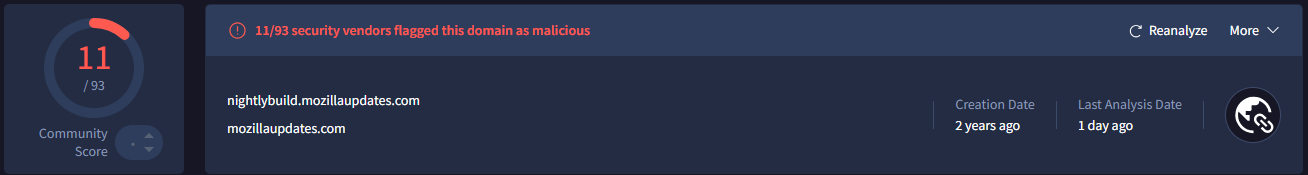 11
/ 93
Community
Score
11/93 security vendors flagged this domain as malicious
Reanalyze
More
nightlybuild.mozillaupdates.com
mozillaupdates.com
Creation Date
2 years ago
Last Analysis Date
1 day ago